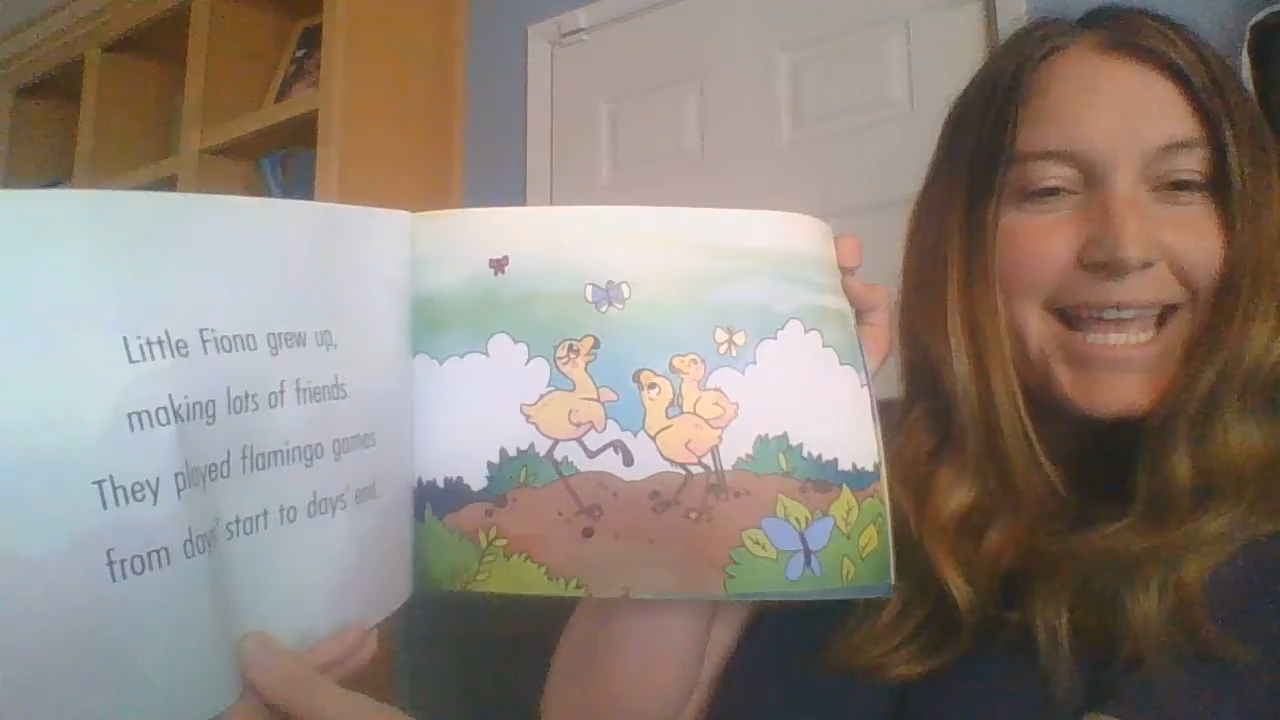 Little Fiona grew up,
making lots of friends.
They played flamingo games
from days' start to days' end.